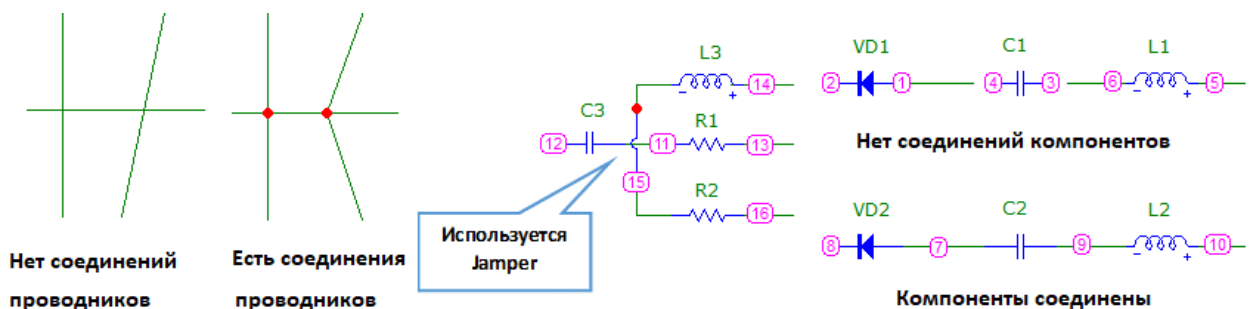 Нет соединений
проводников
Есть соединения
проводников
L3
14
C3
R1
12
11
13
15
R2
16
Используется
Jamper
VD1
C1
L1
2
1
4
3
6
5
Нет соединений компонентов
VD2
C2
L2
8
7
9
10
Компоненты соединены